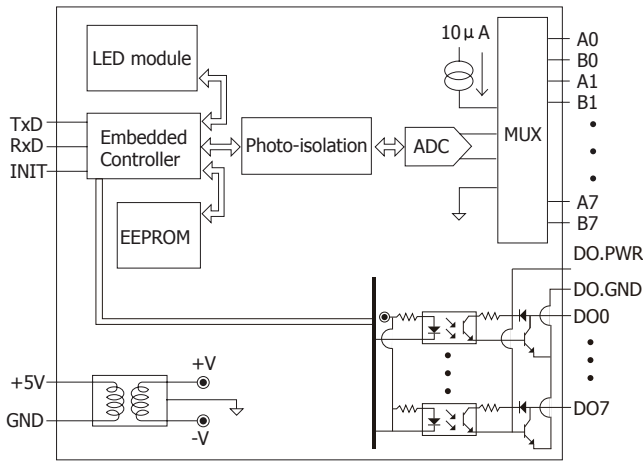 LED module
TxD
RxD
INIT
Embedded
Controller
Photo-isolation
ADC
EEPROM
10 μ A
MUX
A0
B0
A1
B1
A7
B7
DO.PWR
DO.GND
DO0
DO7
+5V
GND
+V
-V